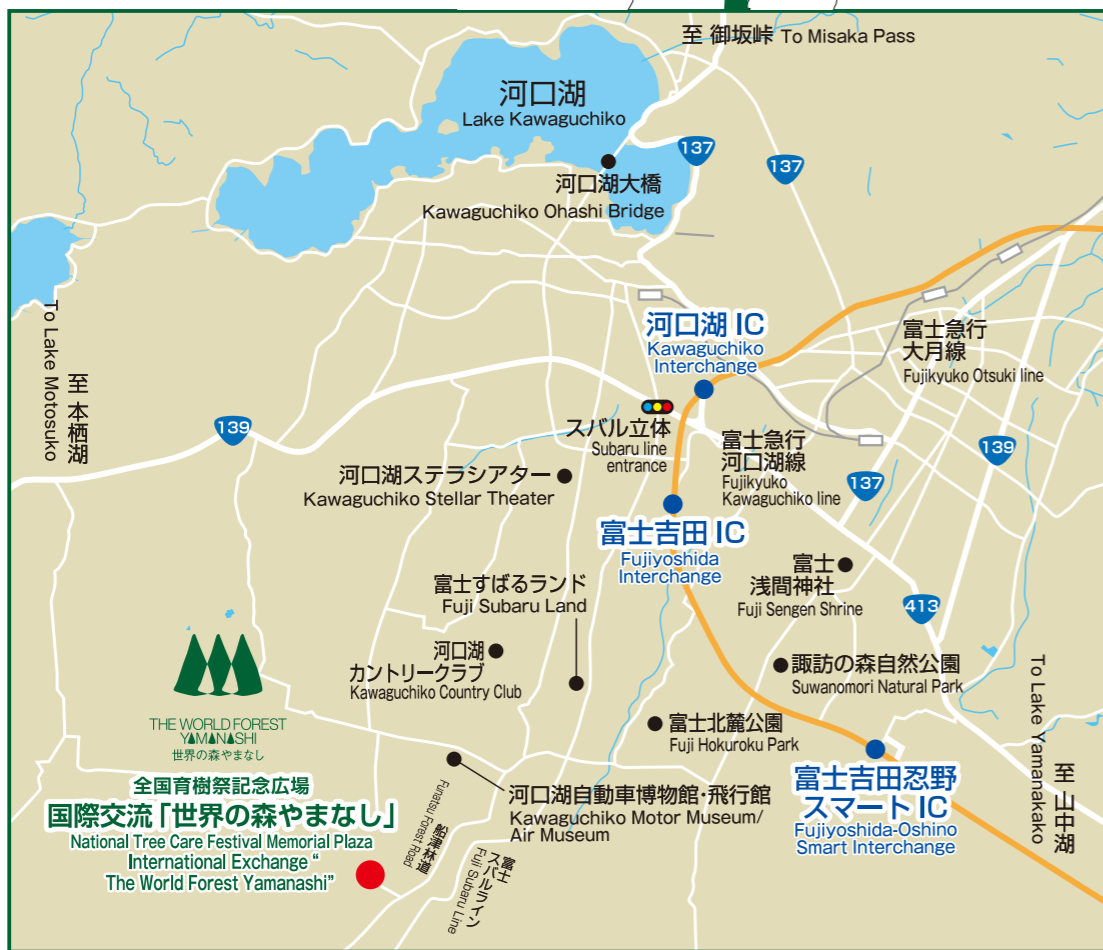 至 御坂峠 To Misaka Pass
河口湖
Lake Kawaguchiko
137
137
河口湖大橋
Kawaguchiko Ohashi Bridge
To Lake Motosuko
至 本栖湖
河口湖 IC
Kawaguchiko
Interchange
富士急行
大月線
Fujikyuko Otsuki line
139
スバル立体
Subaru line
entrance
富士急行
河口湖線
Fujikyuko
Kawaguchiko line
139
137
河口湖ステラシアター
Kawaguchiko Stellar Theater
富士吉田 IC
Fujiyoshida
Interchange
富士
浅間神社
Fuji Sengen Shrine
413
富士すばるランド
Fuji Subaru Land
河口湖
カントリークラブ
Kawaguchiko Country Club
諏訪の森自然公園
Suwanomori Natural Park
To Lake Yamanakako
至 山中湖
富士北麓公園
Fuji Hokuroku Park
THE WORLD FOREST
YAMANASHI
世界の森やまなし
全国育樹祭記念広場
国際交流「世界の森やまなし」
National Tree Care Festival Memorial Plaza
International Exchange “
The World Forest Yamanashi”
船津林道
Funatsu Forest Road
富士
スバルライン
Fuji Subaru Line
河口湖自動車博物館・飛行館
Kawaguchiko Motor Museum/
Air Museum
富士吉田忍野
スマートIC
Fujiyoshida-Oshino
Smart Interchange